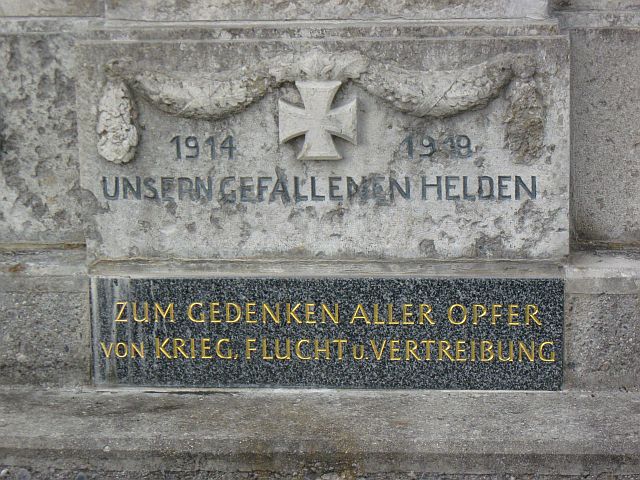 1914 1918
UNSERN GEFALLENEN HELDEN
ZUM GEDENKEN ALLER OPFER
VON KRIEG, FLUCHT U. VERTREIBUNG